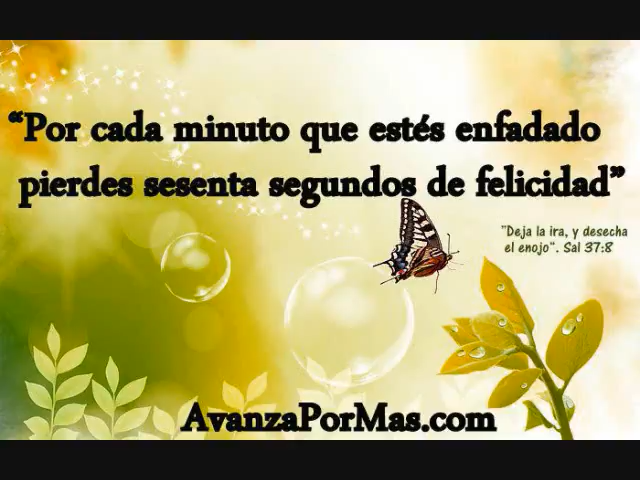 “Por cada minuto que estés enfadado
pierdes sesenta segundos de felicidad”
"Deja la ira, y desecha
el enojo". Sal 37:8
AvanzaPorMas.com